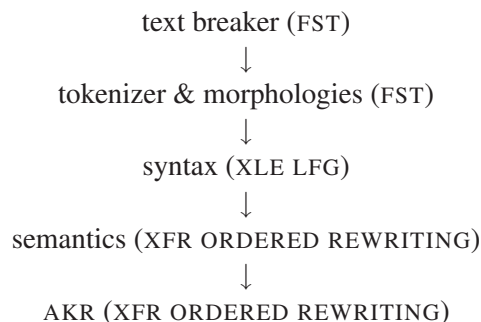 text breaker (FST)
↓
tokenizer & morphologies (FST)
↓
syntax (XLE LFG)
↓
semantics (XFR ORDERED REWRITING)
↓
AKR (XFR ORDERED REWRITING)